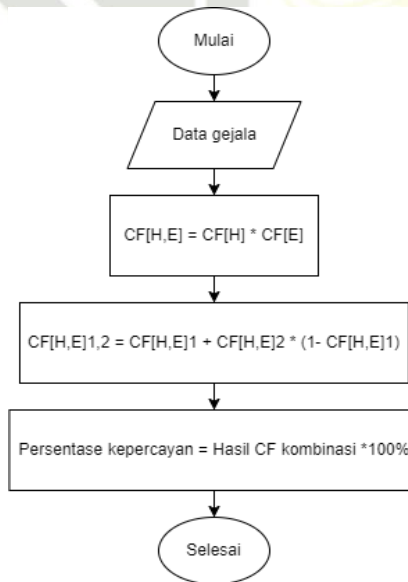 Mulai
Data gejala
CF[H,E] = CF[H] * CF[E]
CF[H,E]1,2 = CF[H,E]1 + CF[H,E]2 * (1- CF[H,E]1)
Persentase kepercayan = Hasil CF kombinasi *100%
Selesai